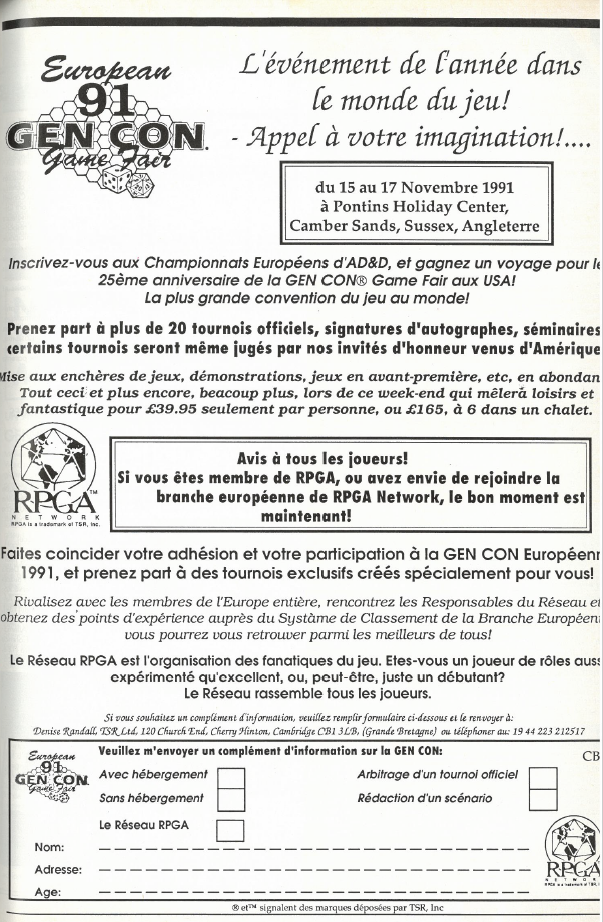 European
91
GEN CON®
Game Fair
L'événement de l'année dans
le monde du jeu!
- Appel à votre imagination!....
du 15 au 17 Novembre 1991
à Pontins Holiday Center,
Camber Sands, Sussex, Angleterre
Inscrivez-vous aux Championnats Européens d'AD&D, et gagnez un voyage pour le
25ème anniversaire de la GEN CON® Game Fair aux USA!
La plus grande convention du jeu au monde!
Prenez part à plus de 20 tournois officiels, signatures d'autographes, séminaires
certains tournois seront même jugés par nos invités d'honneur venus d'Amérique
Mise aux enchères de jeux, démonstrations, jeux en avant-première, etc, en abondan
Tout ceci et plus encore, beacoup plus, lors de ce week-end qui mêlera loisirs et
fantastique pour £39.95 seulement par personne, ou £165, à 6 dans un chalet.
RPGA™
NETWORK
RPGA is a trademark of TSR, Inc.
Avis à tous les joueurs!
Si vous êtes membre de RPGA, ou avez envie de rejoindre la
branche européenne de RPGA Network, le bon moment est
maintenant!
Faites coincider votre adhésion et votre participation à la GEN CON Européenn
1991, et prenez part à des tournois exclusifs créés spécialement pour vous!
Rivalisez avec les membres de l'Europe entière, rencontrez les Responsables du Réseau et
obtenez des points d'expérience auprès du Système de Classement de la Branche Européen
vous pourrez vous retrouver parmi les meilleurs de tous!
Le Réseau RPGA est l'organisation des fanatiques du jeu. Etes-vous un joueur de rôles auss
expérimenté qu'excellent, ou, peut-être, juste un débutant?
Le Réseau rassemble tous les joueurs.
Si vous souhaitez un complément d'information, veuillez remplir formulaire ci-dessous et le renvoyer à:
Denise Randall, TSR Ltd, 120 Church End, Cherry Hinton, Cambridge CB1 3LB, (Grande Bretagne) ou téléphoner au: 19 44 223 212517
European
91
GEN CON
Game Fair
Veuillez m'envoyer un complément d'information sur la GEN CON:
CB
Avec hébergement
Arbitrage d'un tournoi officiel
Sans hébergement
Rédaction d'un scénario
Le Réseau RPGA
Nom:
Adresse:
Age:
RPGA
NETWORK
RPGA is a trademark of TSR, I
® et™ signalent des marques déposées par TSR, Inc